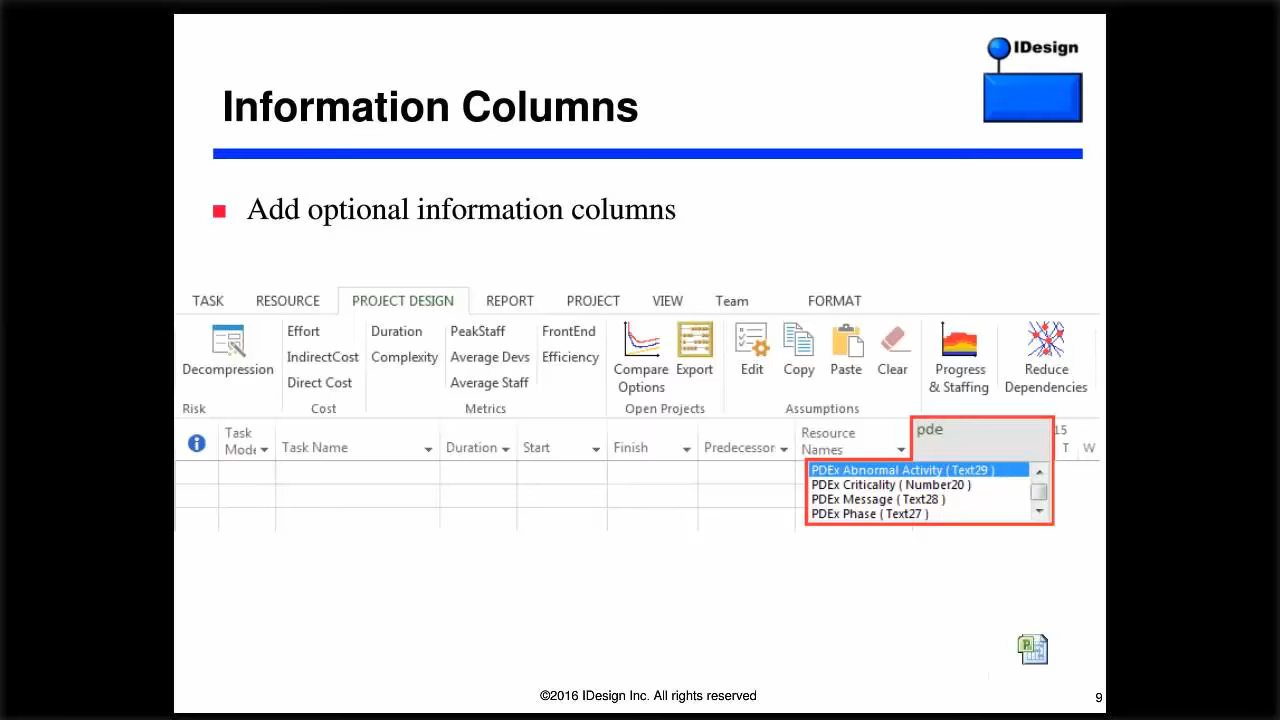 IDesign
Information Columns
Add optional information columns
TASK RESOURCE PROJECT DESIGN REPORT PROJECT VIEW Team FORMAT
Effort Duration PeakStaff FrontEnd
IndirectCost Complexity Average Devs Efficiency
Decompression Compare Export Edit Copy Paste Clear Progress Reduce
Direct Cost Average Staff Options & Staffing Dependencies
Risk Cost Metrics Open Projects Assumptions
Task Resource pde 15
Mode Task Name Duration Start Finish Predecessor Names T W
PDEx Abnormal Activity ( Text29 )
PDEx Criticality ( Number20 )
PDEx Message ( Text28 )
PDEx Phase ( Text27 )
©2016 IDesign Inc. All rights reserved
9